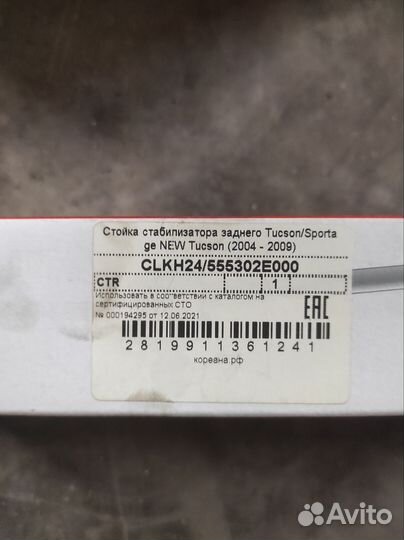 Стойка стабилизатора заднего Tucson/Sporta
ge NEW Tucson (2004 - 2009)
CLKH24/555302E000
CTR 1
Использовать в соответствии с каталогом на
сертифицированных СТО
№ 000194295 от 12.06.2021
EAC
2819911361241
кореана.рф
Avito